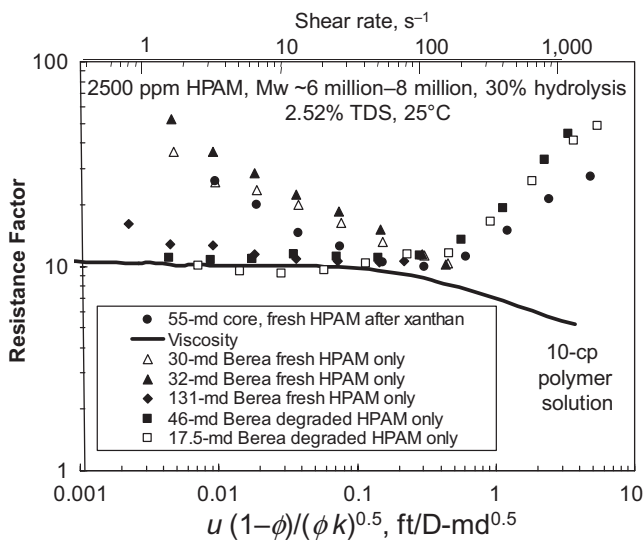 Shear rate, s⁻¹
1 10 100 1,000
100
2500 ppm HPAM, Mw ~6 million–8 million, 30% hydrolysis
2.52% TDS, 25°C
Resistance Factor
10
55-md core, fresh HPAM after xanthan
Viscosity
30-md Berea fresh HPAM only
32-md Berea fresh HPAM only
131-md Berea fresh HPAM only
46-md Berea degraded HPAM only
17.5-md Berea degraded HPAM only
10-cp
polymer
solution
1
0.001 0.01 0.1 1 10
u (1–ϕ)/(ϕ k)⁰·⁵, ft/D-md⁰·⁵